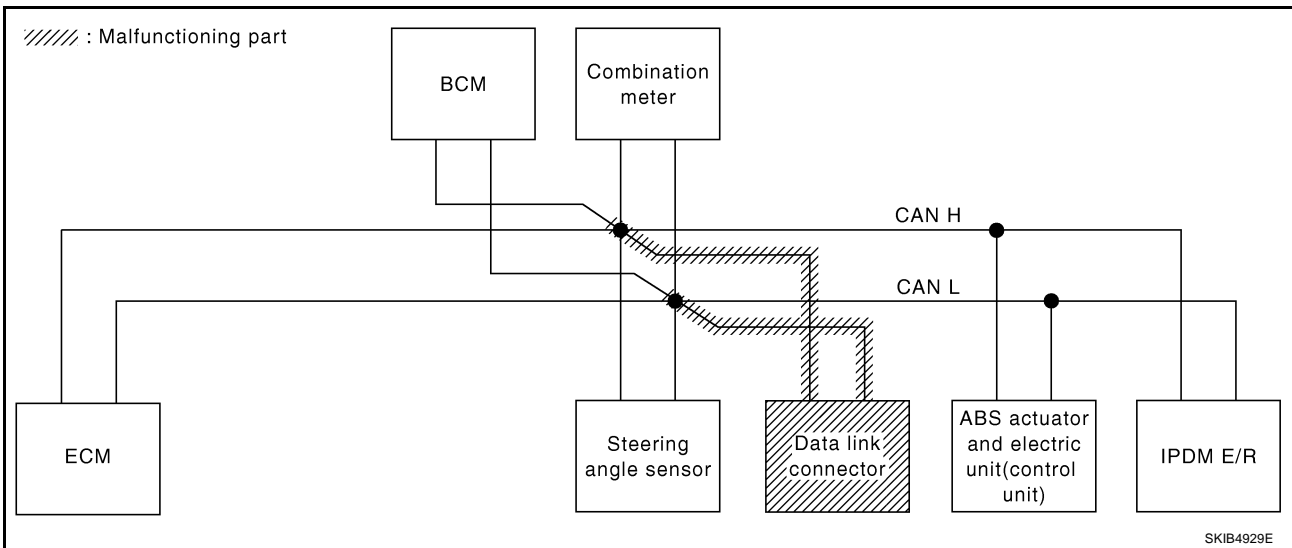 : Malfunctioning part
BCM
Combination
meter
CAN H
CAN L
ECM
Steering
angle sensor
Data link
connector
ABS actuator
and electric
unit(control
unit)
IPDM E/R
SKIB4929E